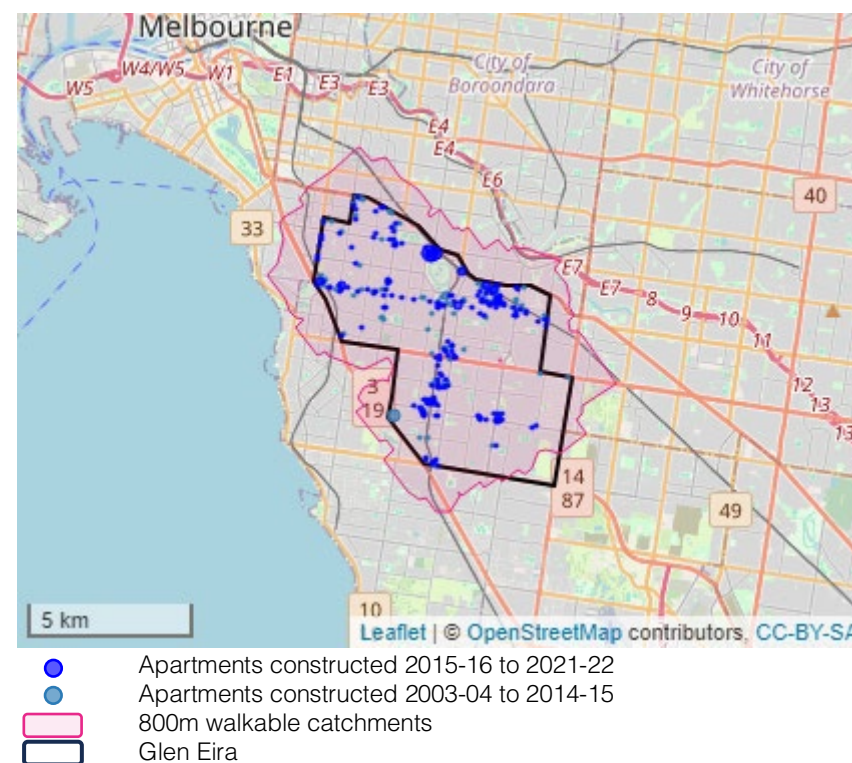 Melbourne
W5
W4/W5
W1
E1
E3
E3
City of
Boroondara
City of
Whitehorse
E4
E4
E6
40
33
E7
E7
8
9
10
11
12
13
13
3
19
14
87
49
10
5 km
Leaflet | © OpenStreetMap contributors, CC-BY-SA
Apartments constructed 2015-16 to 2021-22
Apartments constructed 2003-04 to 2014-15
800m walkable catchments
Glen Eira